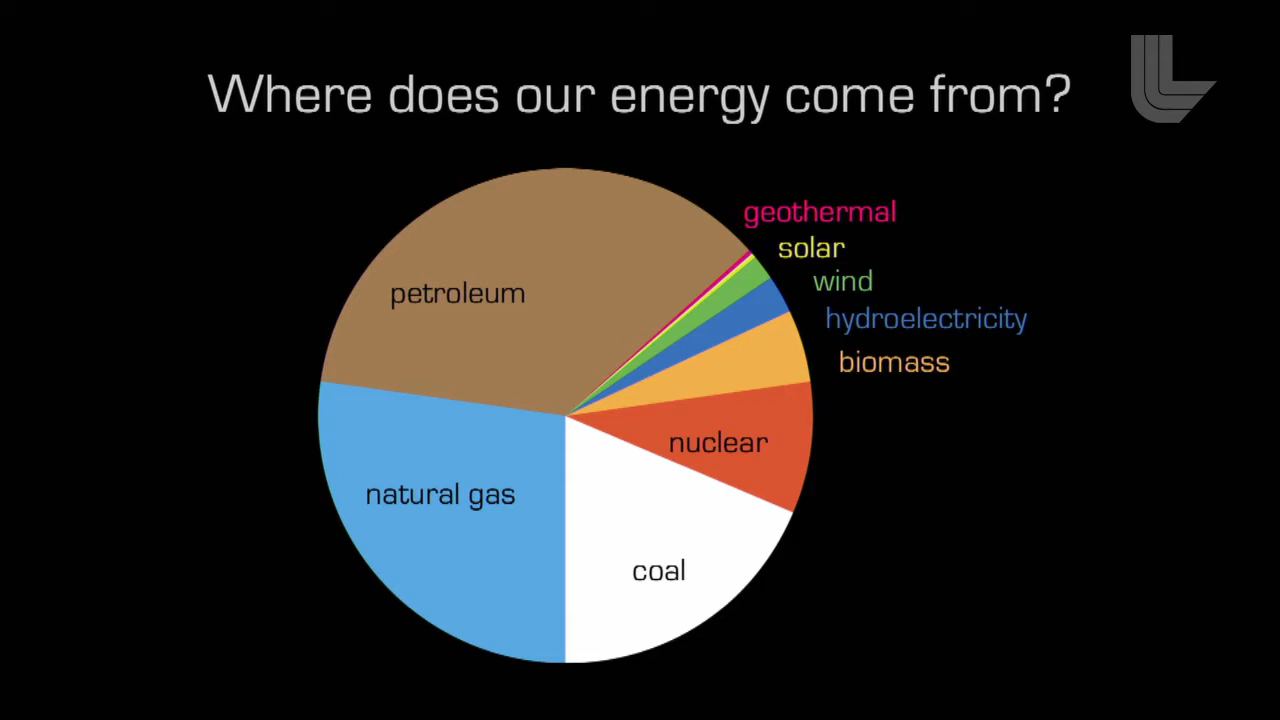 Where does our energy come from?
geothermal
solar
wind
petroleum
hydroelectricity
biomass
nuclear
natural gas
coal